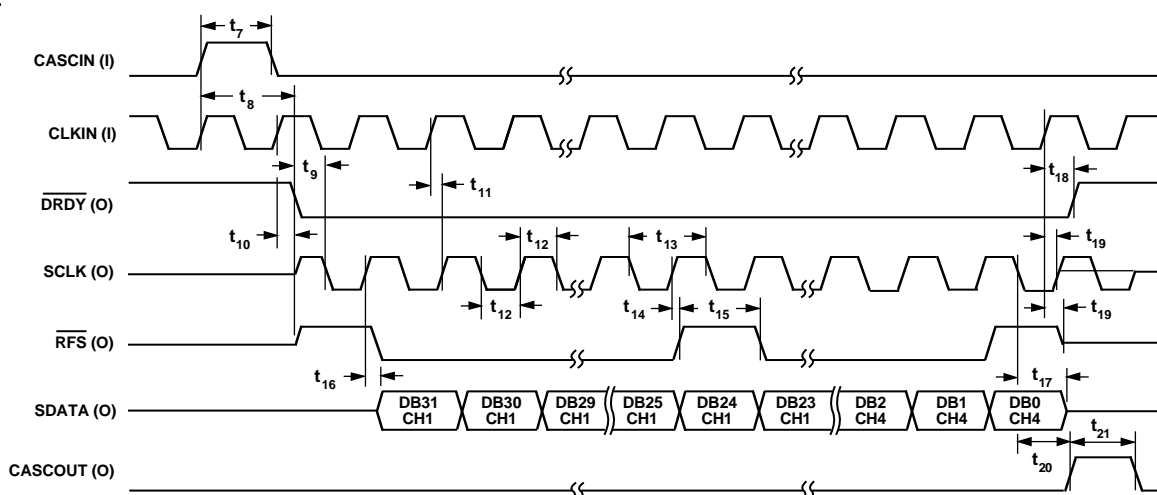 t7
CASCIN (I)
t8
CLKIN (I)
t9
t11
t18
DRDY (O)
t10
t12
t13
t19
SCLK (O)
t12
t14
t15
t19
RFS (O)
t16
t17
SDATA (O)
DB31 CH1
DB30 CH1
DB29 CH1
DB25 CH1
DB24 CH1
DB23 CH1
DB2 CH4
DB1 CH4
DB0 CH4
t20
t21
CASCOUT (O)